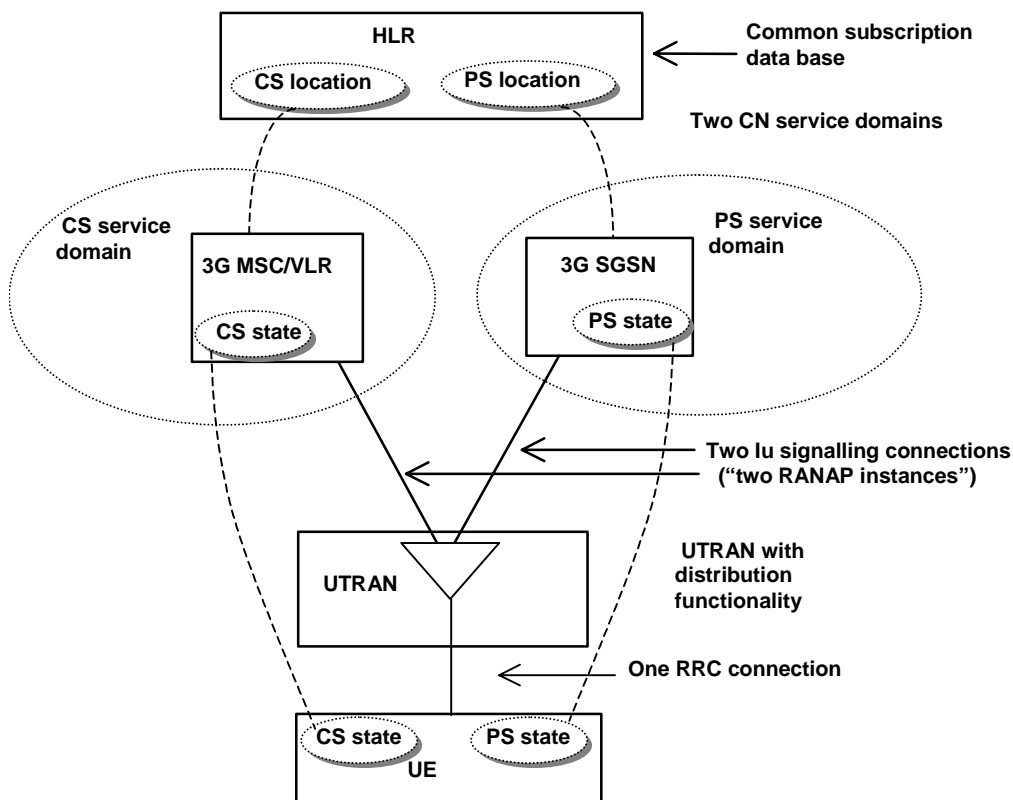 HLR
Common subscription
data base
CS location
PS location
Two CN service domains
CS service
domain
PS service
domain
3G MSC/VLR
3G SGSN
CS state
PS state
Two Iu signalling connections
(“two RANAP instances”)
UTRAN
UTRAN with
distribution
functionality
One RRC connection
CS state
PS state
UE